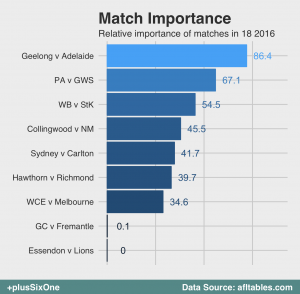 Match Importance
Relative importance of matches in 18 2016
Geelong v Adelaide 86.4
PA v GWS 67.1
WB v StK 54.5
Collingwood v NM 45.5
Sydney v Carlton 41.7
Hawthorn v Richmond 39.7
WCE v Melbourne 34.6
GC v Fremantle 0.1
Essendon v Lions 0
+plusSixOne Data Source: afltables.com